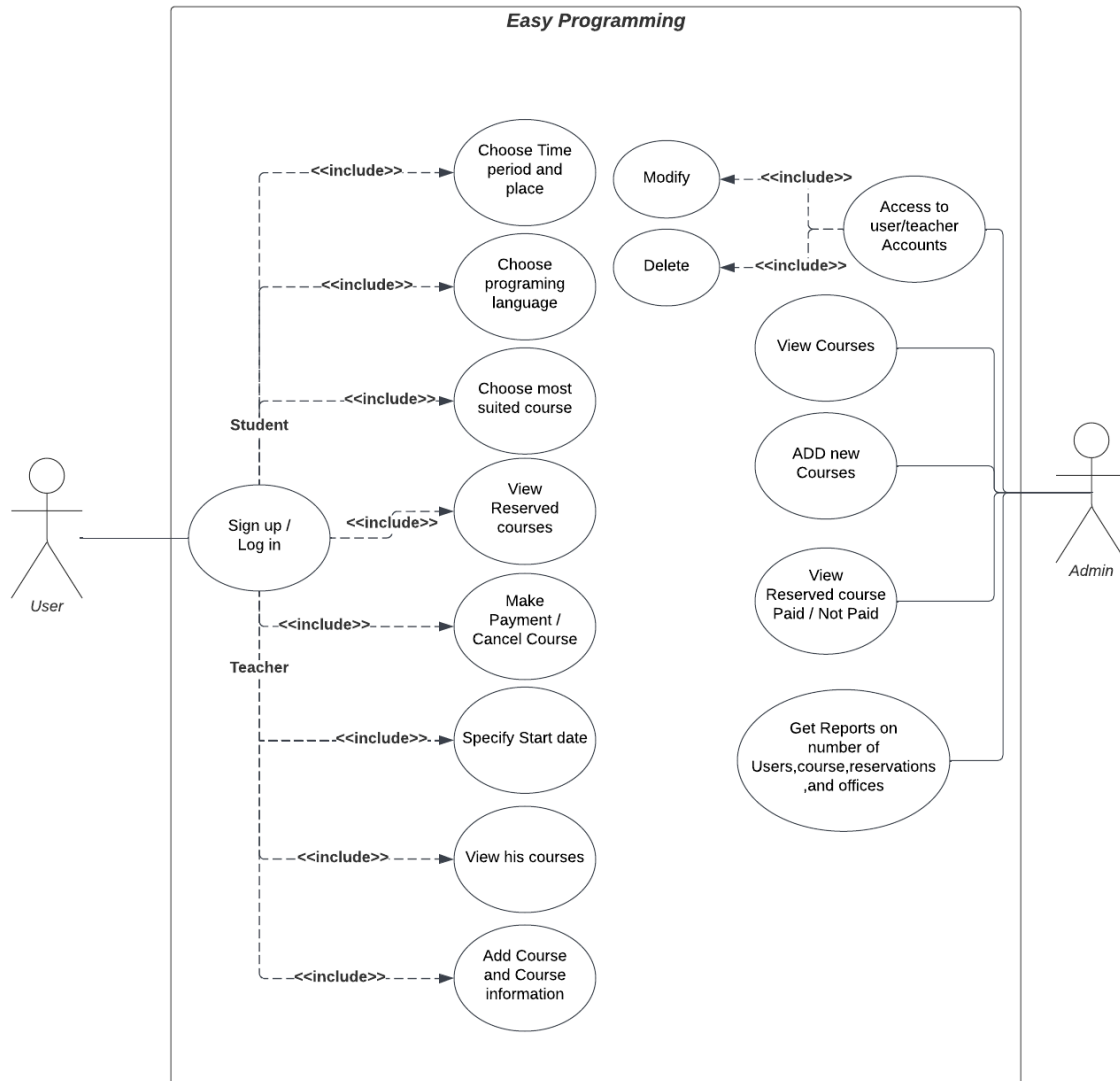 Easy Programming
<<include>>
Choose Time
period and
place
Modify
<<include>>
Access to
user/teacher
Accounts
<<include>>
Choose
programing
language
Delete
<<include>>
View Courses
<<include>>
Choose most
suited course
Student
ADD new
Courses
Sign up /
Log in
<<include>>
View
Reserved
courses
User
Admin
<<include>>
Make
Payment /
Cancel Course
View
Reserved course
Paid / Not Paid
Teacher
<<include>>
Specify Start date
Get Reports on
number of
Users,course,reservations
,and offices
<<include>>
View his courses
<<include>>
Add Course
and Course
information